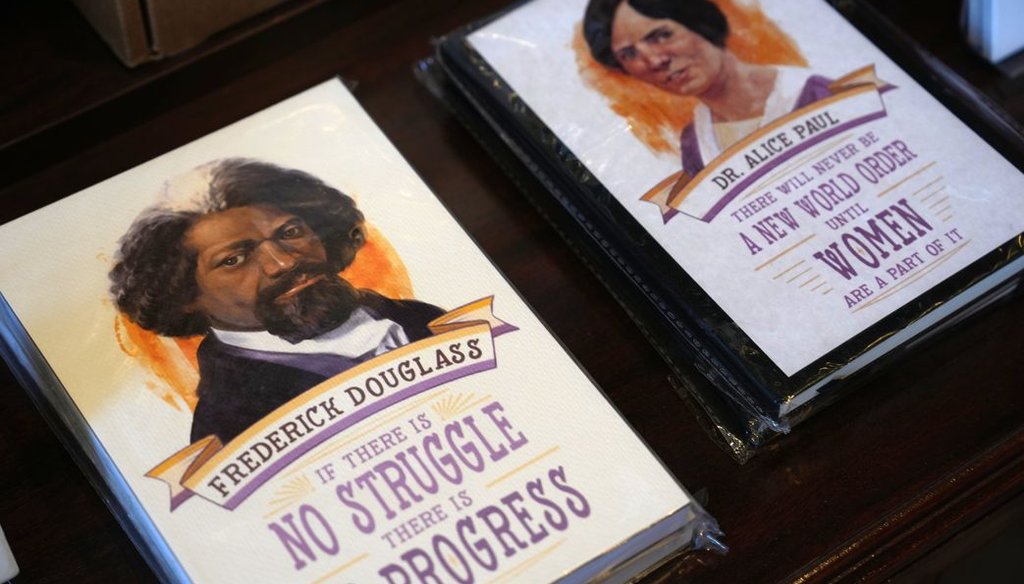 FREDERICK DOUGLASS
IF THERE IS
NO STRUGGLE
THERE IS
PROGRESS
DR. ALICE PAUL
THERE WILL NEVER BE
A NEW WORLD ORDER
UNTIL
WOMEN
ARE A PART OF IT